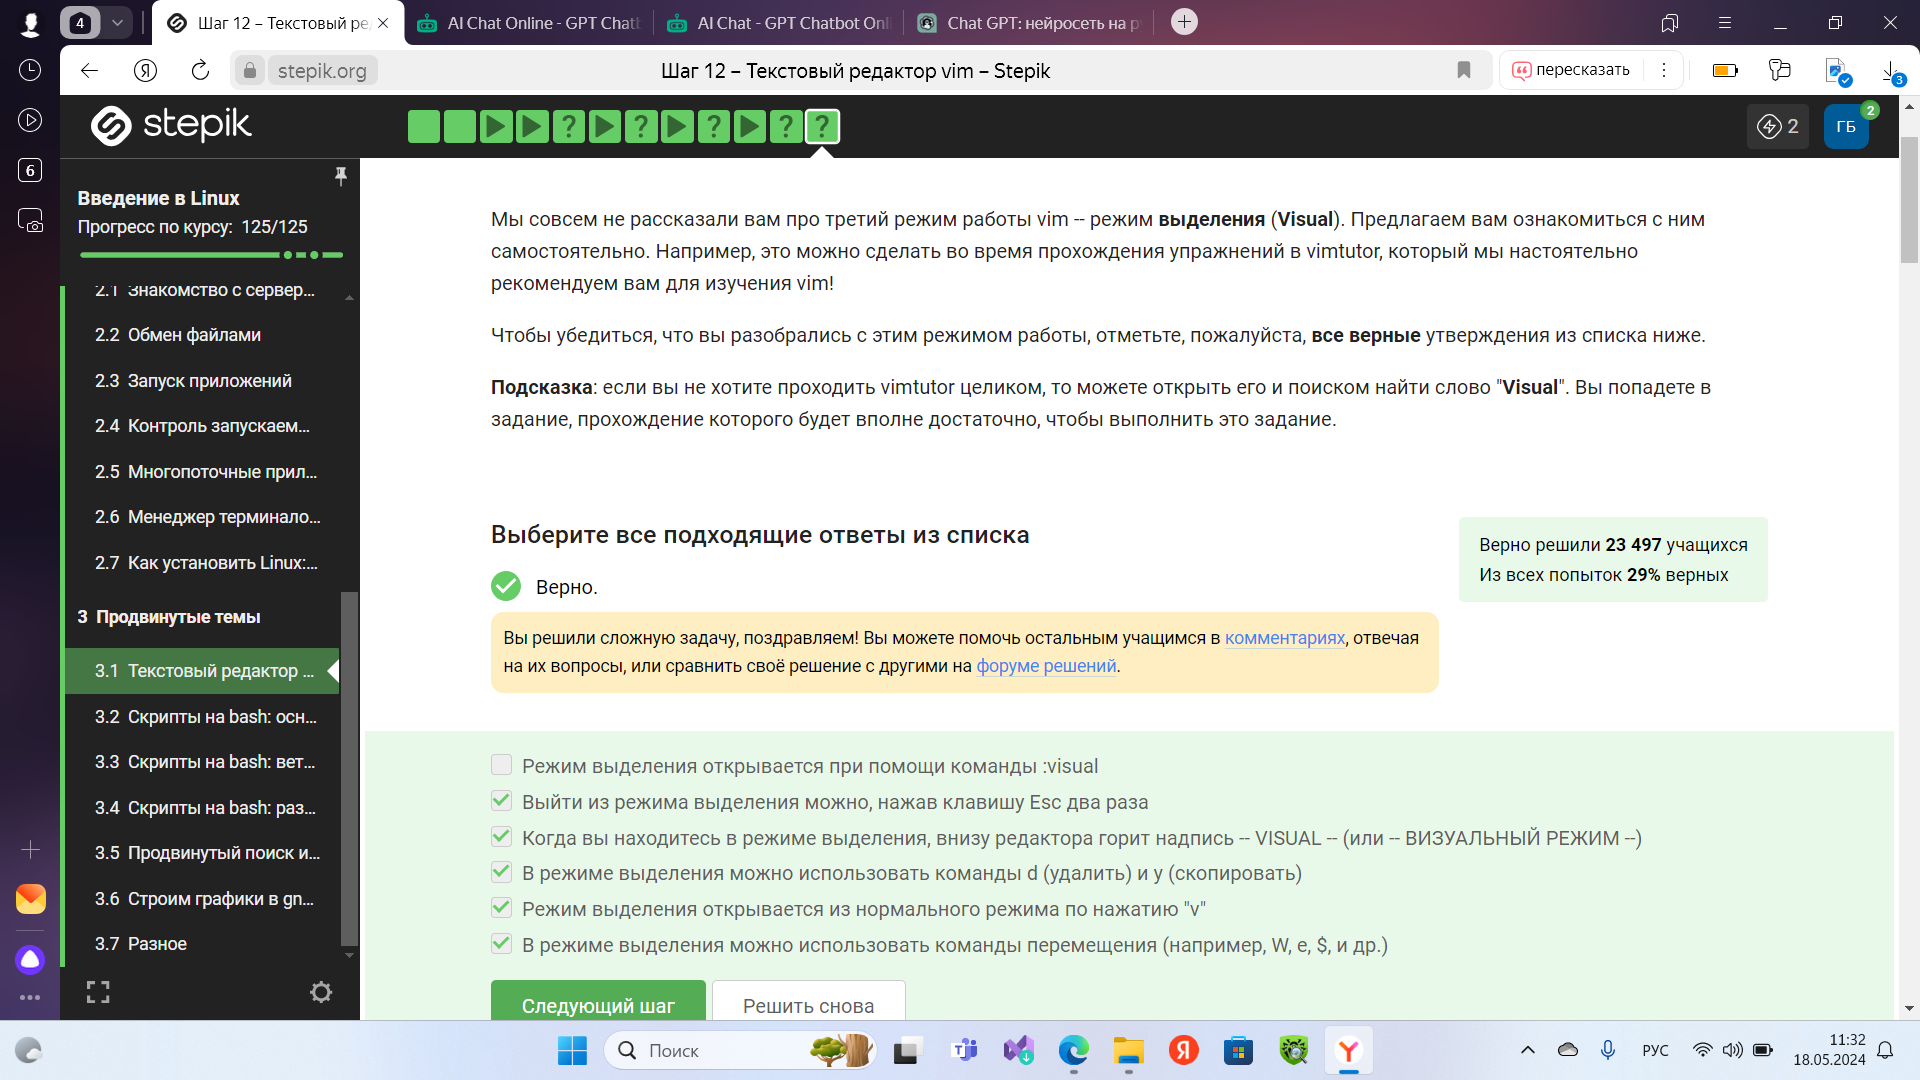 4
Шаг 12 – Текстовый ре
AI Chat Online - GPT Chatb
AI Chat - GPT Chatbot Onl
Chat GPT: нейросеть на р
stepik.org
Шаг 12 – Текстовый редактор vim – Stepik
пересказать
3
6
stepik
2
ГБ
2
Введение в Linux
Прогресс по курсу: 125/125
2.1 Знакомство с сервер...
2.2 Обмен файлами
2.3 Запуск приложений
2.4 Контроль запускаем...
2.5 Многопоточные прил...
2.6 Менеджер терминало...
2.7 Как установить Linux:...
3 Продвинутые темы
3.1 Текстовый редактор ...
3.2 Скрипты на bash: осн...
3.3 Скрипты на bash: вет...
3.4 Скрипты на bash: раз...
3.5 Продвинутый поиск и...
3.6 Строим графики в gn...
3.7 Разное
Мы совсем не рассказали вам про третий режим работы vim -- режим выделения (Visual). Предлагаем вам ознакомиться с ним
самостоятельно. Например, это можно сделать во время прохождения упражнений в vimtutor, который мы настоятельно
рекомендуем вам для изучения vim!
Чтобы убедиться, что вы разобрались с этим режимом работы, отметьте, пожалуйста, все верные утверждения из списка ниже.
Подсказка: если вы не хотите проходить vimtutor целиком, то можете открыть его и поиском найти слово "Visual". Вы попадете в
задание, прохождение которого будет вполне достаточно, чтобы выполнить это задание.
Выберите все подходящие ответы из списка
Верно решили 23 497 учащихся
Из всех попыток 29% верных
Верно.
Вы решили сложную задачу, поздравляем! Вы можете помочь остальным учащимся в комментариях, отвечая
на их вопросы, или сравнить своё решение с другими на форуме решений.
Режим выделения открывается при помощи команды :visual
Выйти из режима выделения можно, нажав клавишу Esc два раза
Когда вы находитесь в режиме выделения, внизу редактора горит надпись -- VISUAL -- (или -- ВИЗУАЛЬНЫЙ РЕЖИМ --)
В режиме выделения можно использовать команды d (удалить) и y (скопировать)
Режим выделения открывается из нормального режима по нажатию "v"
В режиме выделения можно использовать команды перемещения (например, W, e, $, и др.)
Следующий шаг
Решить снова
Поиск
РУС
11:32
18.05.2024